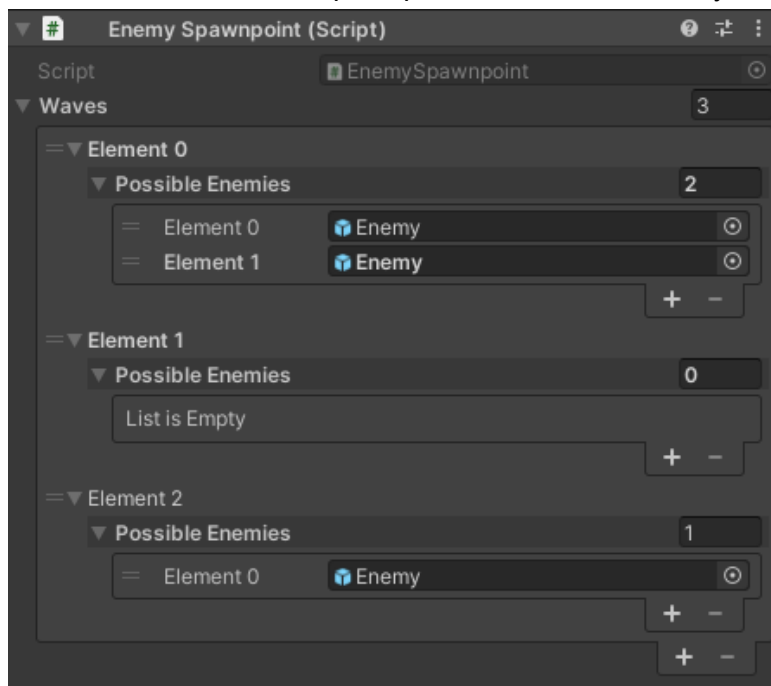 # Enemy Spawnpoint (Script)
Script # EnemySpawnpoint
Waves 3
Element 0
Possible Enemies 2
Element 0 Enemy
Element 1 Enemy
+ −
Element 1
Possible Enemies 0
List is Empty
+ −
Element 2
Possible Enemies 1
Element 0 Enemy
+ −
+ −